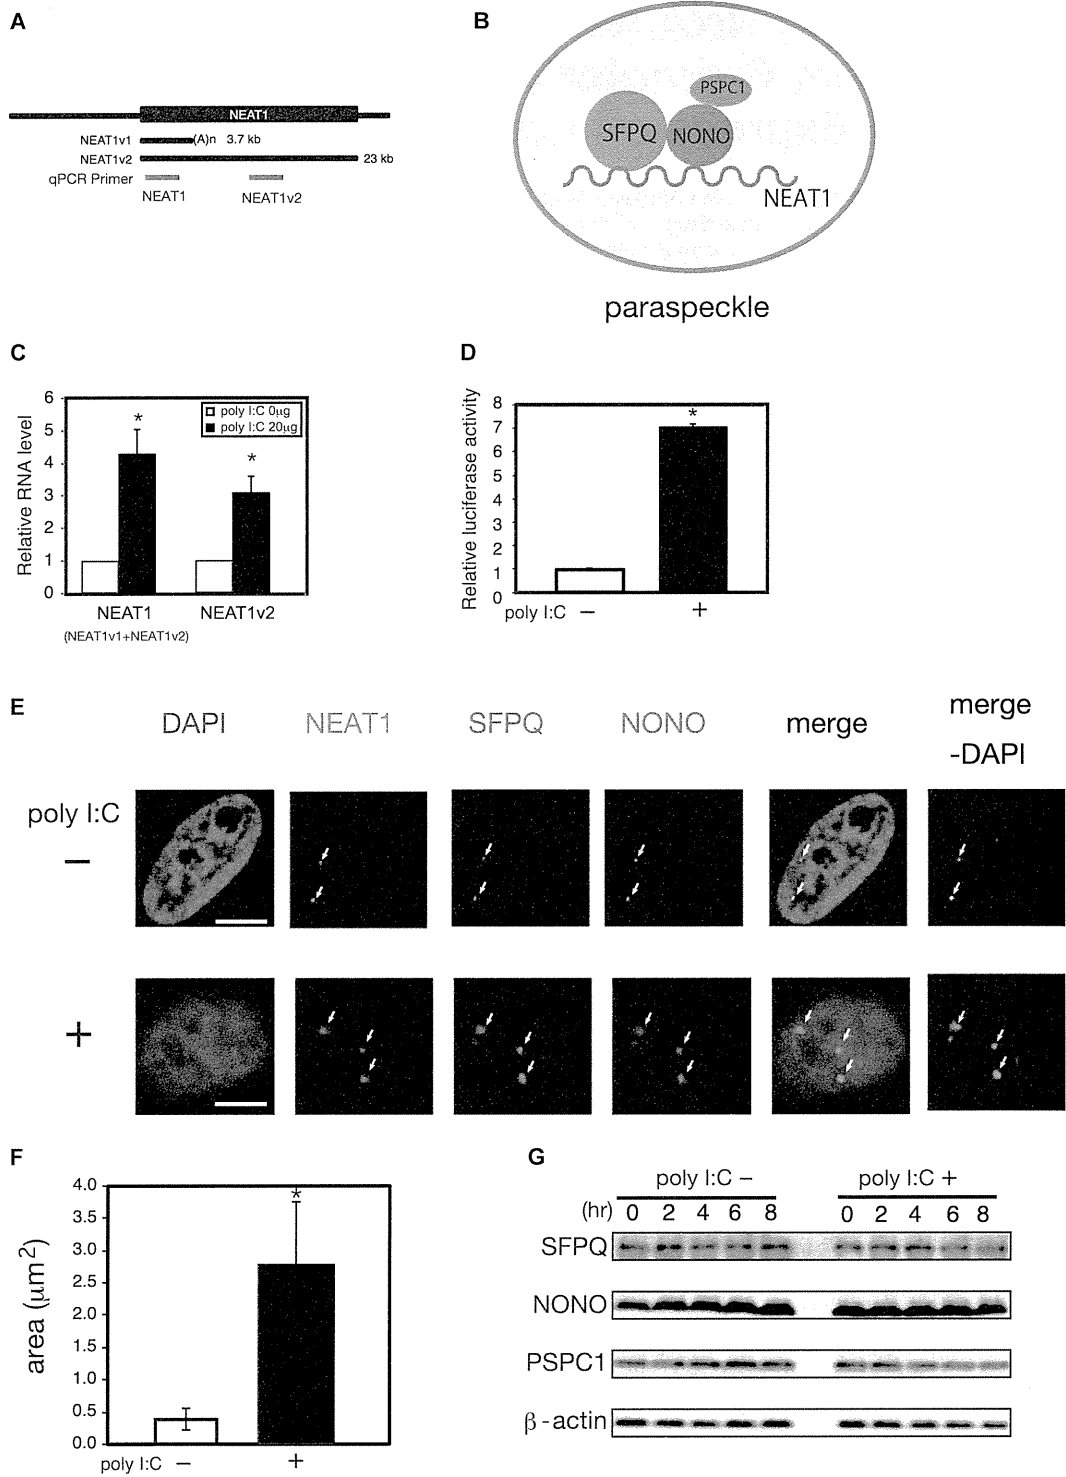 A
NEAT1
NEAT1v1 (A)n 3.7 kb
NEAT1v2 23 kb
qPCR Primer
NEAT1 NEAT1v2
B
PSPC1
SFPQ NONO
NEAT1
paraspeckle
C
Relative RNA level
6
5
4
3
2
1
0
poly I:C 0μg
poly I:C 20μg
*
*
NEAT1 NEAT1v2
(NEAT1v1+NEAT1v2)
D
Relative luciferase activity
8
7
6
5
4
3
2
1
0
*
poly I:C − +
E
DAPI NEAT1 SFPQ NONO merge merge
-DAPI
poly I:C
−
+
F
area (μm²)
4.0
3.5
3.0
2.5
2.0
1.5
1.0
0.5
0.0
*
poly I:C − +
G
poly I:C − poly I:C +
(hr) 0 2 4 6 8 0 2 4 6 8
SFPQ
NONO
PSPC1
β-actin